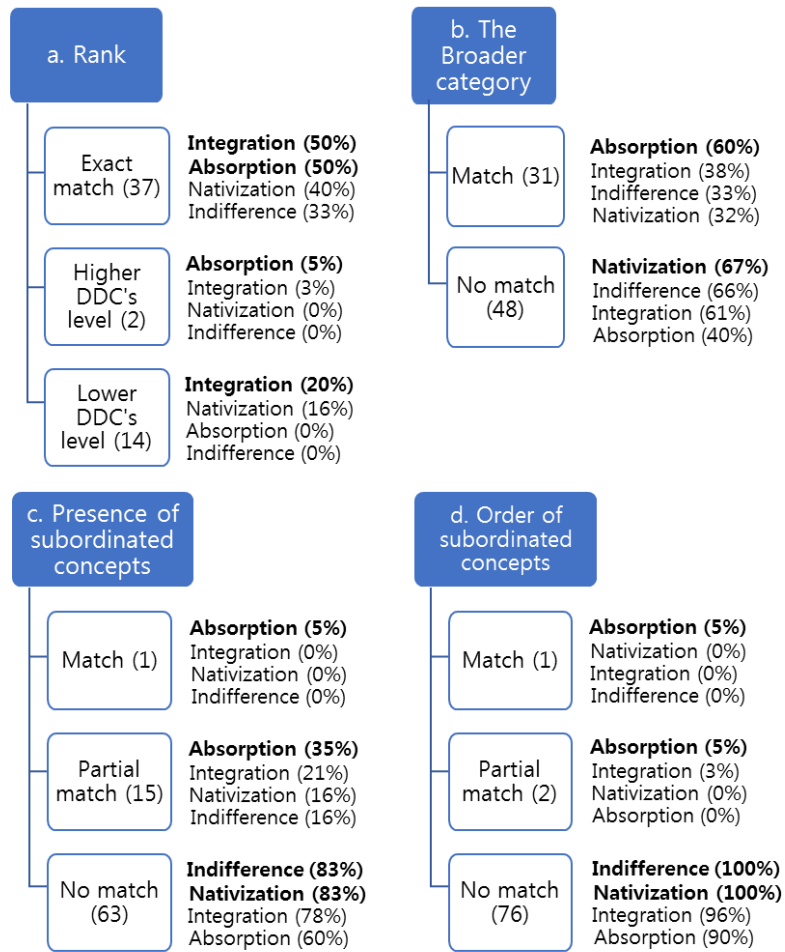 a. Rank
Exact
match (37)
Integration (50%)
Absorption (50%)
Nativization (40%)
Indifference (33%)
Higher
DDC's
level (2)
Absorption (5%)
Integration (3%)
Nativization (0%)
Indifference (0%)
Lower
DDC's
level (14)
Integration (20%)
Nativization (16%)
Absorption (0%)
Indifference (0%)
b. The
Broader
category
Match (31)
Absorption (60%)
Integration (38%)
Indifference (33%)
Nativization (32%)
No match
(48)
Nativization (67%)
Indifference (66%)
Integration (61%)
Absorption (40%)
c. Presence of
subordinated
concepts
Match (1)
Absorption (5%)
Integration (0%)
Nativization (0%)
Indifference (0%)
Partial
match (15)
Absorption (35%)
Integration (21%)
Nativization (16%)
Indifference (16%)
No match
(63)
Indifference (83%)
Nativization (83%)
Integration (78%)
Absorption (60%)
d. Order of
subordinated
concepts
Match (1)
Absorption (5%)
Nativization (0%)
Integration (0%)
Indifference (0%)
Partial
match (2)
Absorption (5%)
Integration (3%)
Nativization (0%)
Absorption (0%)
No match
(76)
Indifference (100%)
Nativization (100%)
Integration (96%)
Absorption (90%)